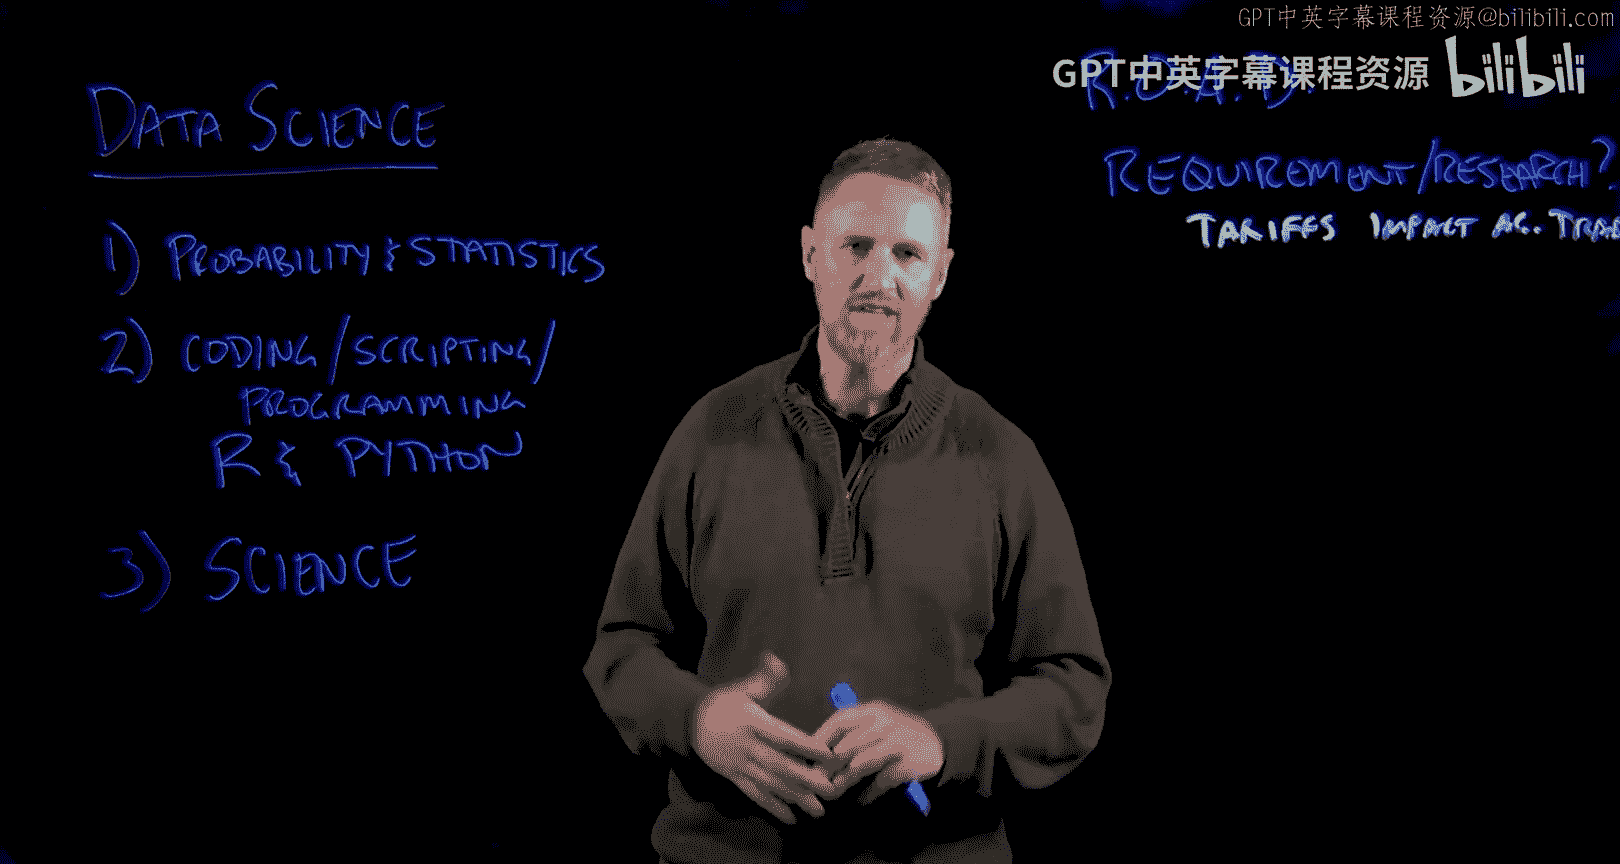 GPT中英字幕课程资源@bilibili.com
GPT中英字幕课程资源 bilibili
R.O.A.D.
DATA SCIENCE
REQUIREMENT/RESEARCH?
TARIFFS IMPACT AG.
1) PROBABILITY & STATISTICS
2) CODING/SCRIPTING/
PROGRAMMING
R & PYTHON
3) SCIENCE